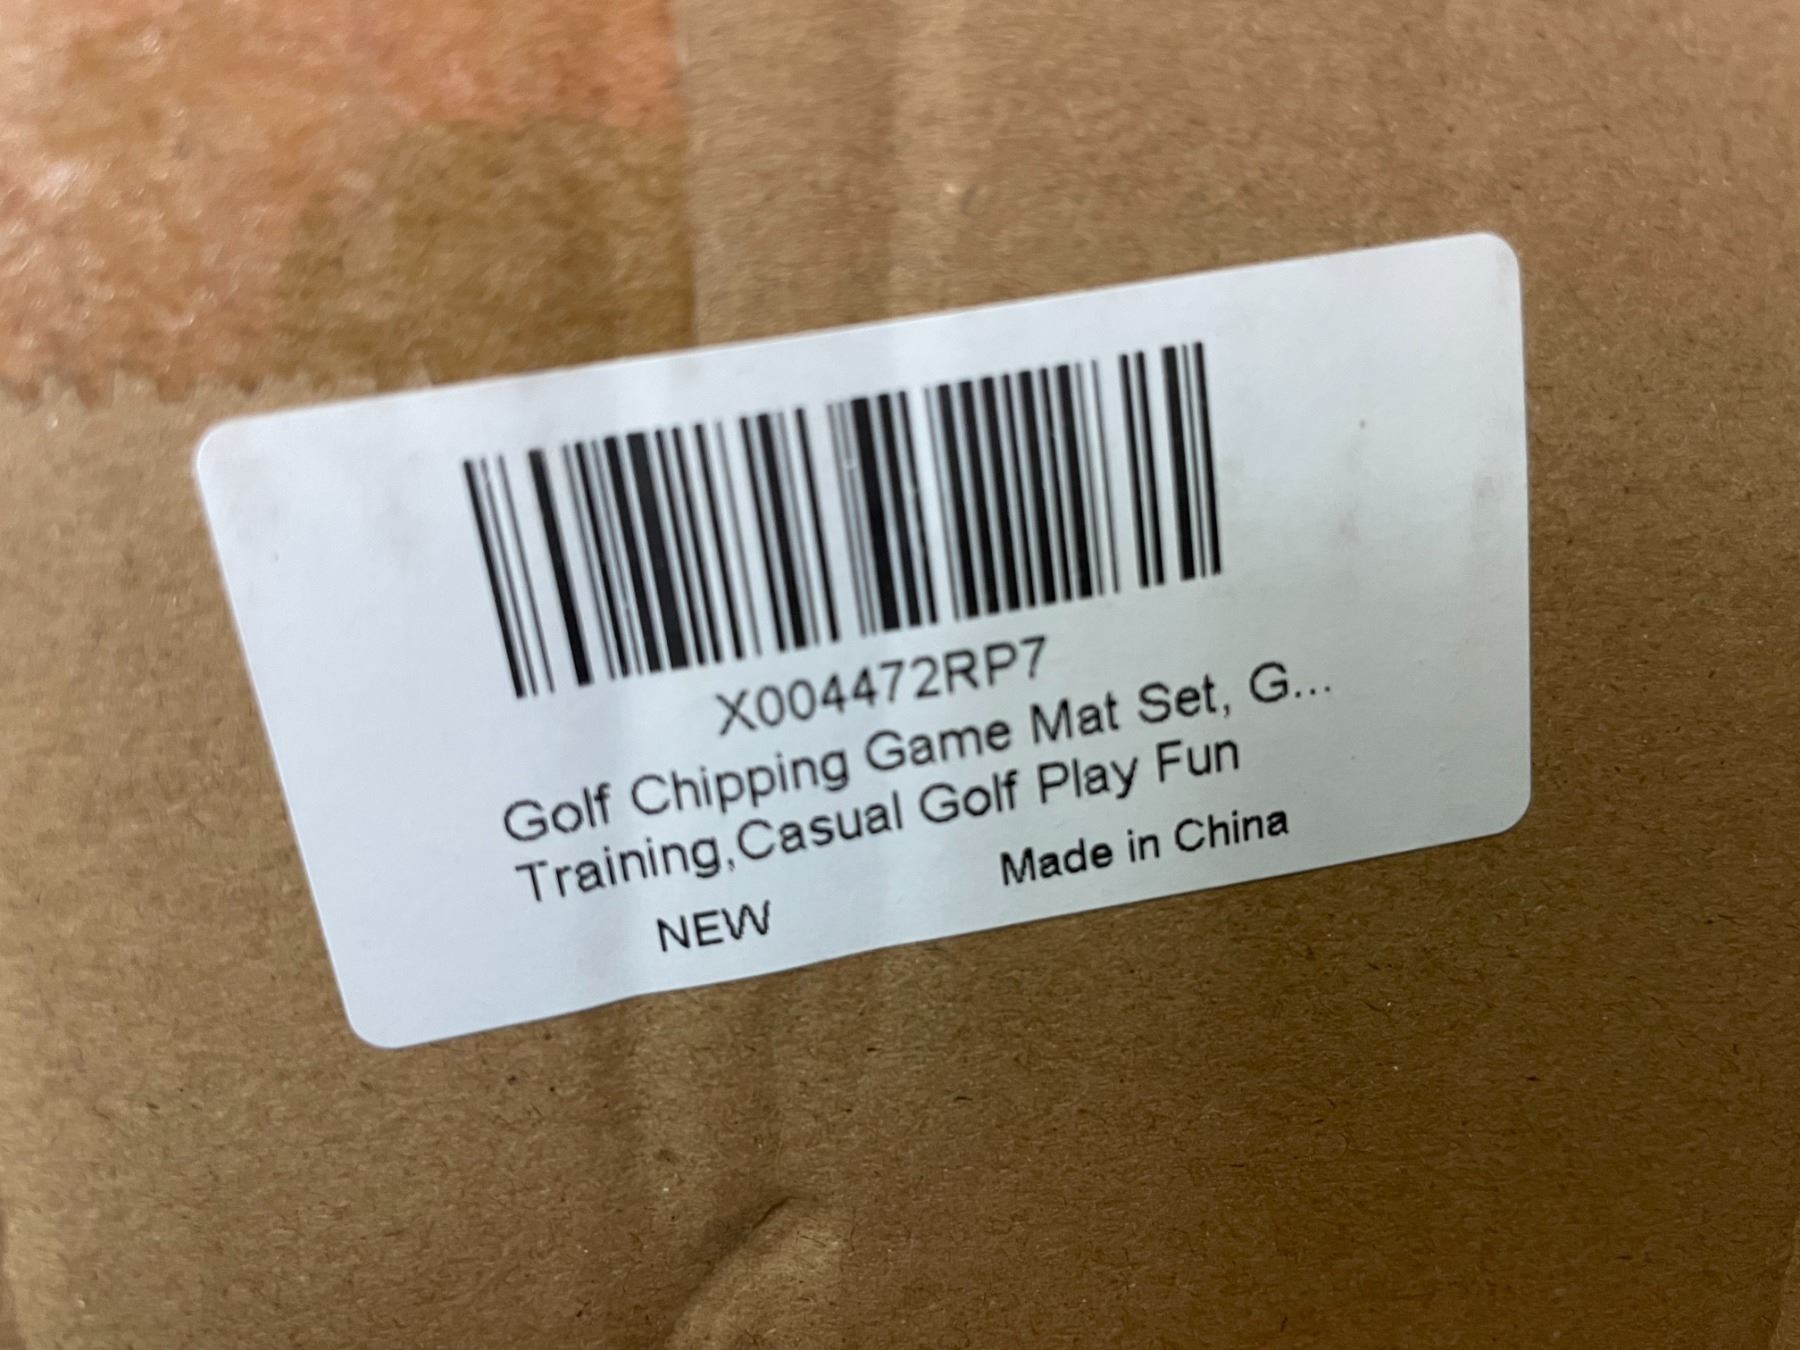 X004472RP7
Golf Chipping Game Mat Set, G...
Training,Casual Golf Play Fun
NEW Made in China